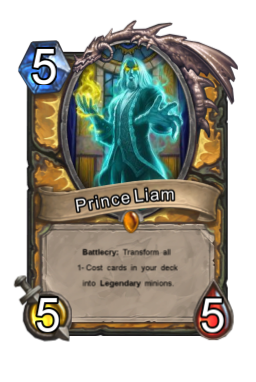 5
Prince Liam
Battlecry: Transform all
1-Cost cards in your deck
into Legendary minions.
5
5